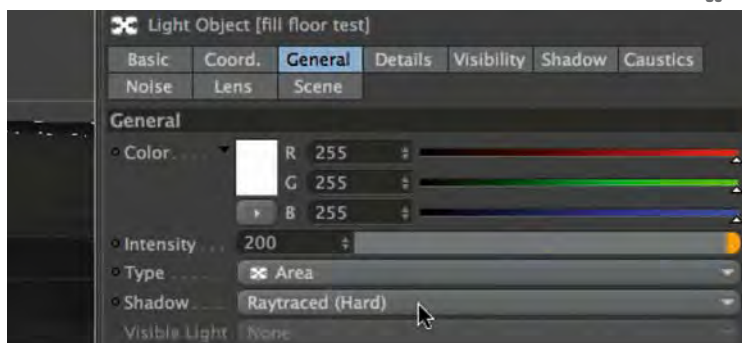 Light Object [fill floor test]
Basic Coord. General Details Visibility Shadow Caustics
Noise Lens Scene
General
Color R 255
G 255
B 255
Intensity 200
Type Area
Shadow Raytraced (Hard)
Visible Light None